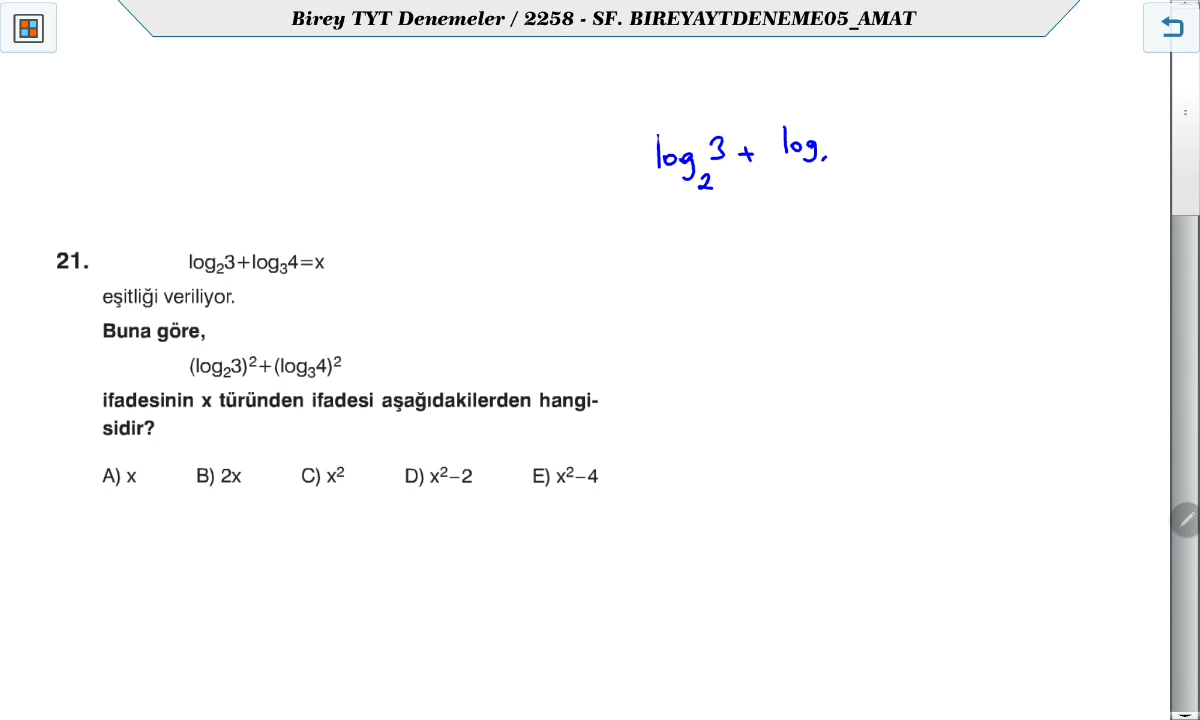 Birey TYT Denemeler / 2258 - SF. BIREYAYTDENEME05_AMAT
log₂3 + log,
21. log₂3+log₃4=x
eşitliği veriliyor.
Buna göre,
(log₂3)²+(log₃4)²
ifadesinin x türünden ifadesi aşağıdakilerden hangi-
sidir?
A) x B) 2x C) x² D) x²–2 E) x²–4